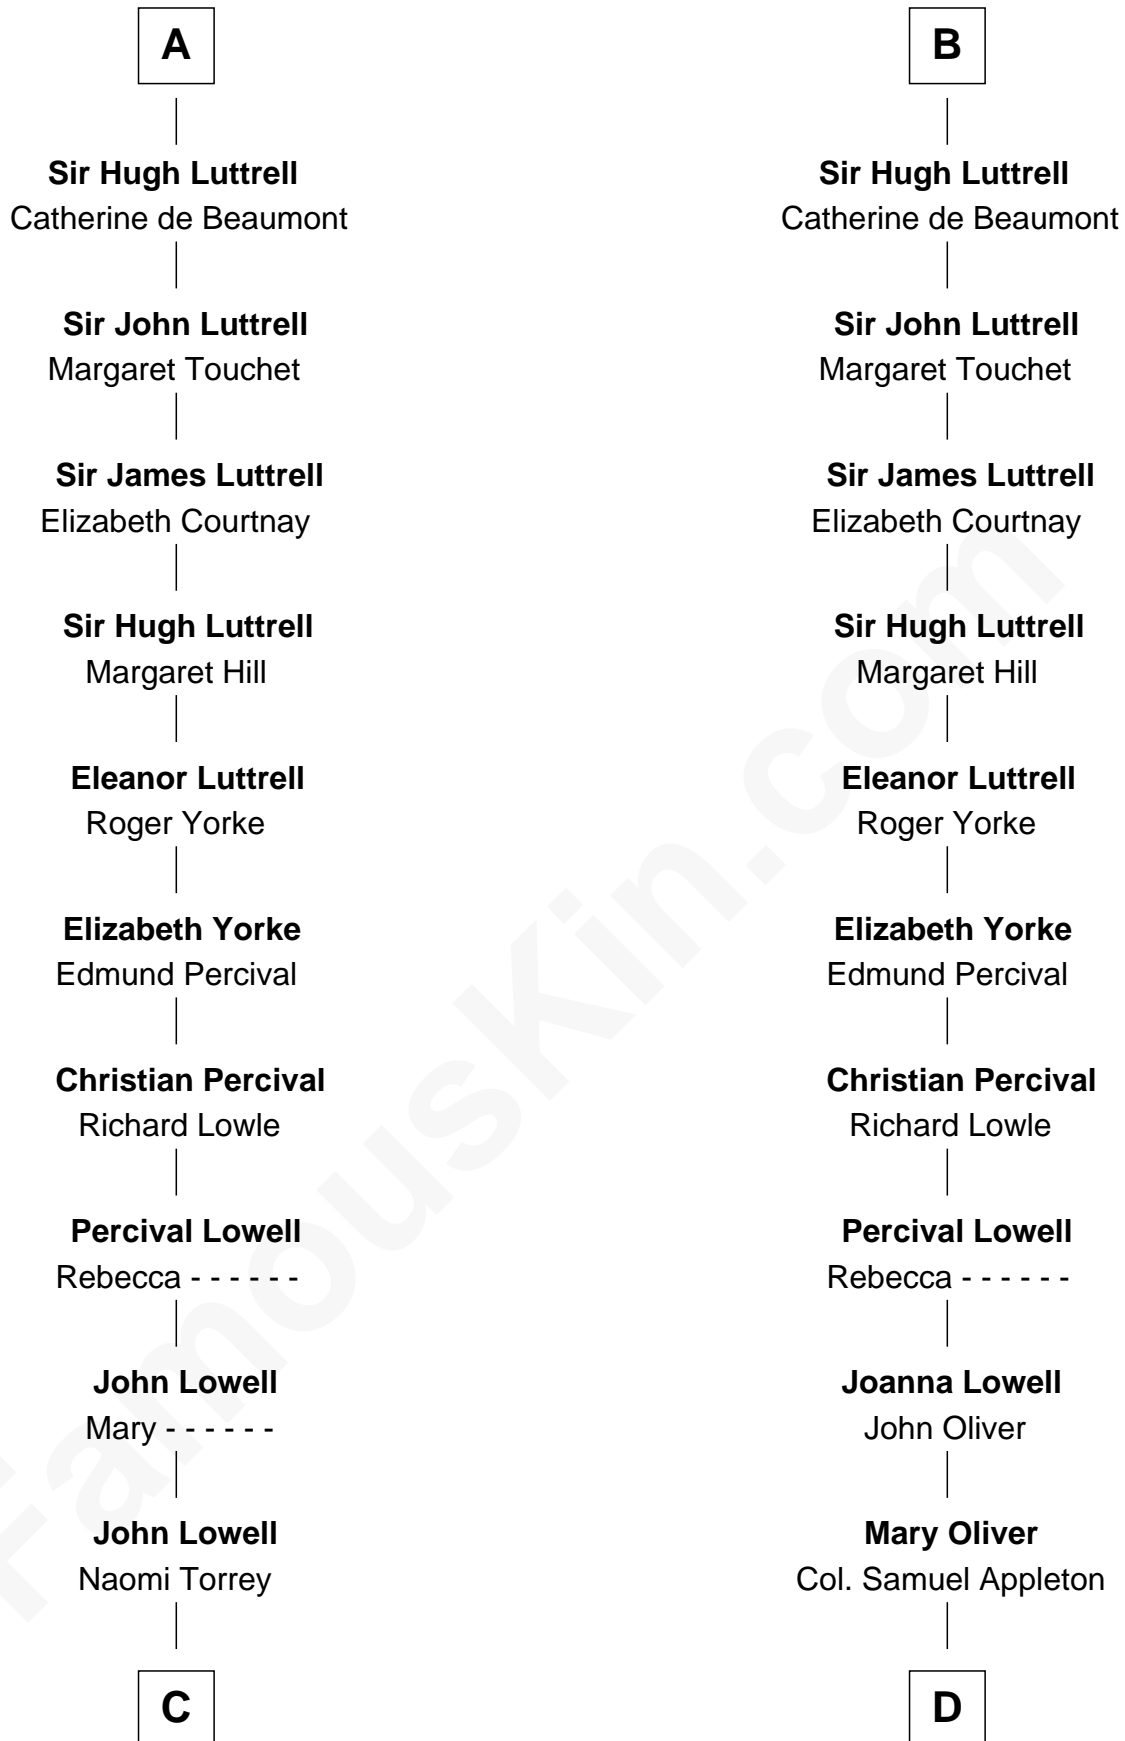 A
Sir Hugh Luttrell
Catherine de Beaumont
Sir John Luttrell
Margaret Touchet
Sir James Luttrell
Elizabeth Courtnay
Sir Hugh Luttrell
Margaret Hill
Eleanor Luttrell
Roger Yorke
Elizabeth Yorke
Edmund Percival
Christian Percival
Richard Lowle
Percival Lowell
Rebecca - - - - - -
John Lowell
Mary - - - - - -
John Lowell
Naomi Torrey
C
B
Sir Hugh Luttrell
Catherine de Beaumont
Sir John Luttrell
Margaret Touchet
Sir James Luttrell
Elizabeth Courtnay
Sir Hugh Luttrell
Margaret Hill
Eleanor Luttrell
Roger Yorke
Elizabeth Yorke
Edmund Percival
Christian Percival
Richard Lowle
Percival Lowell
Rebecca - - - - - -
Joanna Lowell
John Oliver
Mary Oliver
Col. Samuel Appleton
D
FamousKin.com